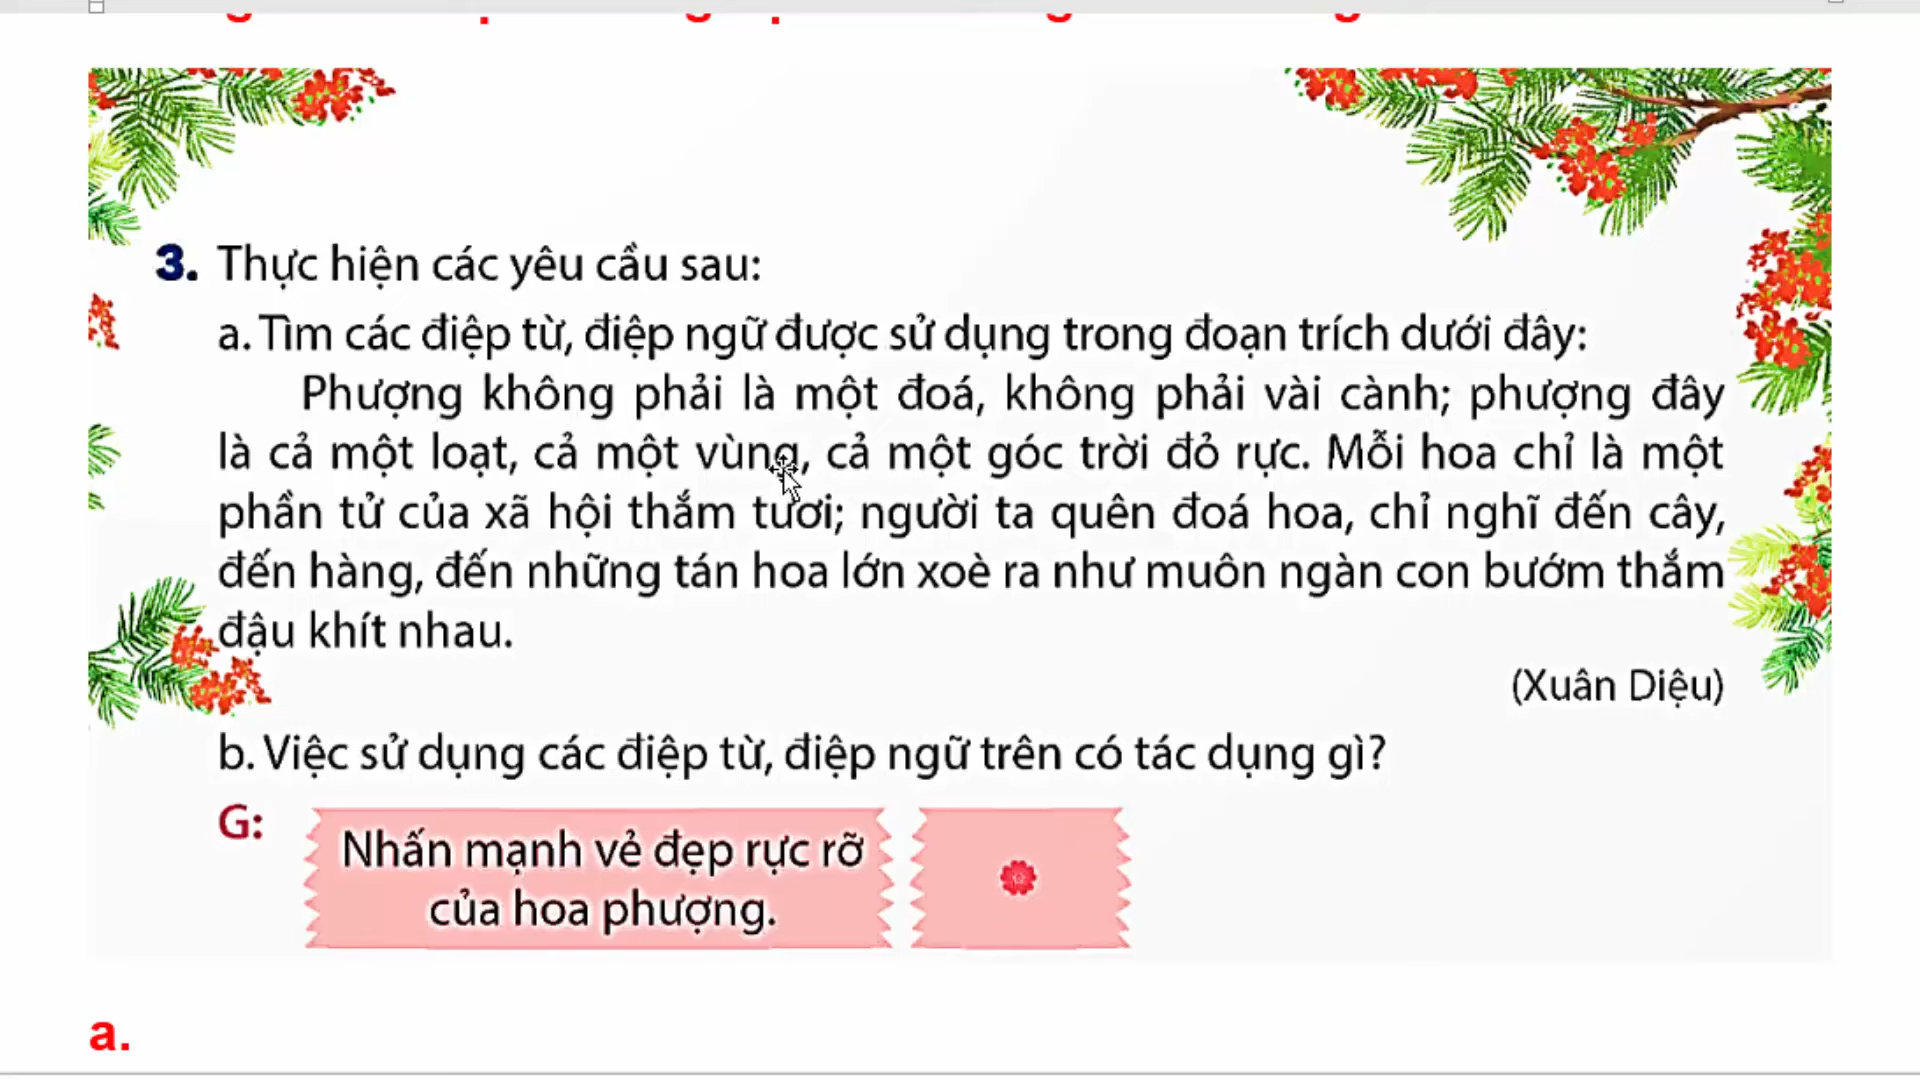 3. Thực hiện các yêu cầu sau:
a. Tìm các điệp từ, điệp ngữ được sử dụng trong đoạn trích dưới đây:
Phượng không phải là một đoá, không phải vài cành; phượng đây
là cả một loạt, cả một vùng, cả một góc trời đỏ rực. Mỗi hoa chỉ là một
phần tử của xã hội thắm tươi; người ta quên đoá hoa, chỉ nghĩ đến cây,
đến hàng, đến những tán hoa lớn xoè ra như muôn ngàn con bướm thắm
đậu khít nhau.
(Xuân Diệu)
b. Việc sử dụng các điệp từ, điệp ngữ trên có tác dụng gì?
G:
Nhấn mạnh vẻ đẹp rực rỡ
của hoa phượng.
a.